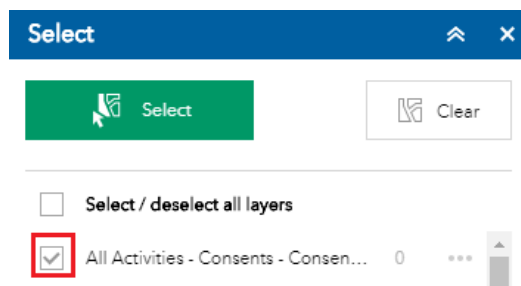 Select
Select Clear
Select / deselect all layers
All Activities - Consents - Consen... 0